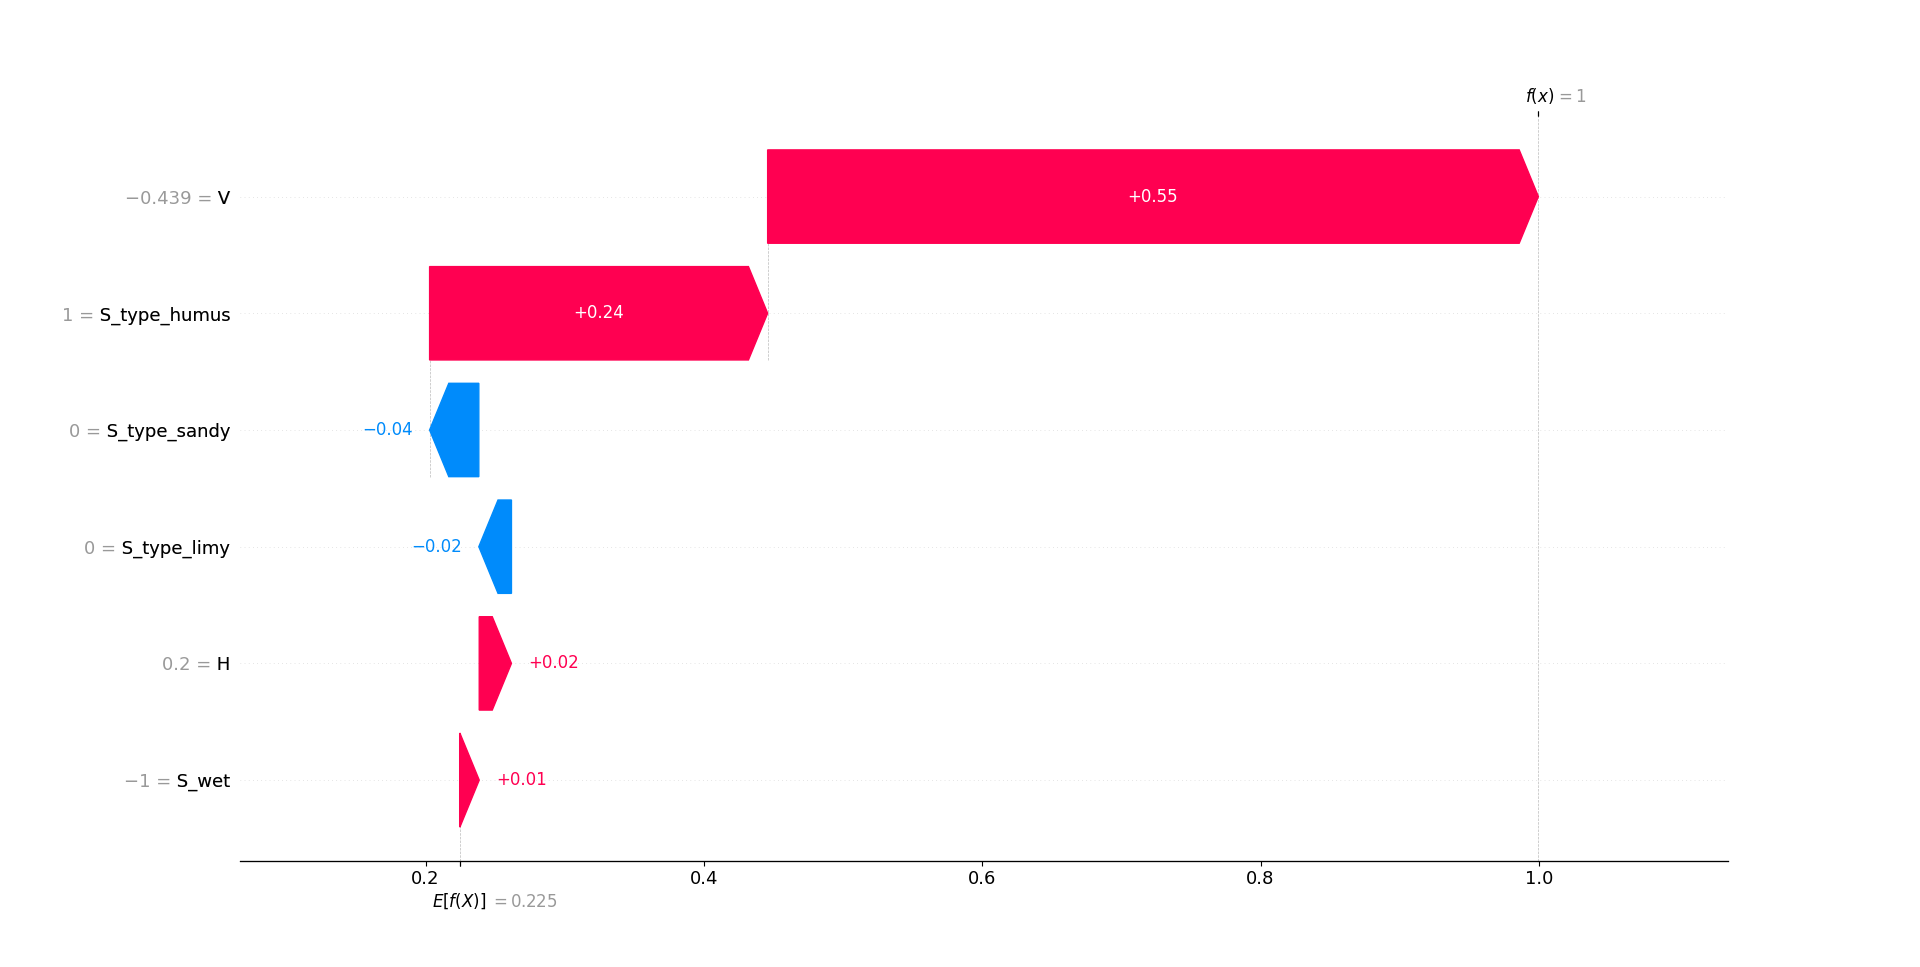 f(x) = 1
−0.439 = V
+0.55
1 = S_type_humus
+0.24
0 = S_type_sandy
−0.04
0 = S_type_limy
−0.02
0.2 = H
+0.02
−1 = S_wet
+0.01
0.2 0.4 0.6 0.8 1.0
E[f(X)] = 0.225